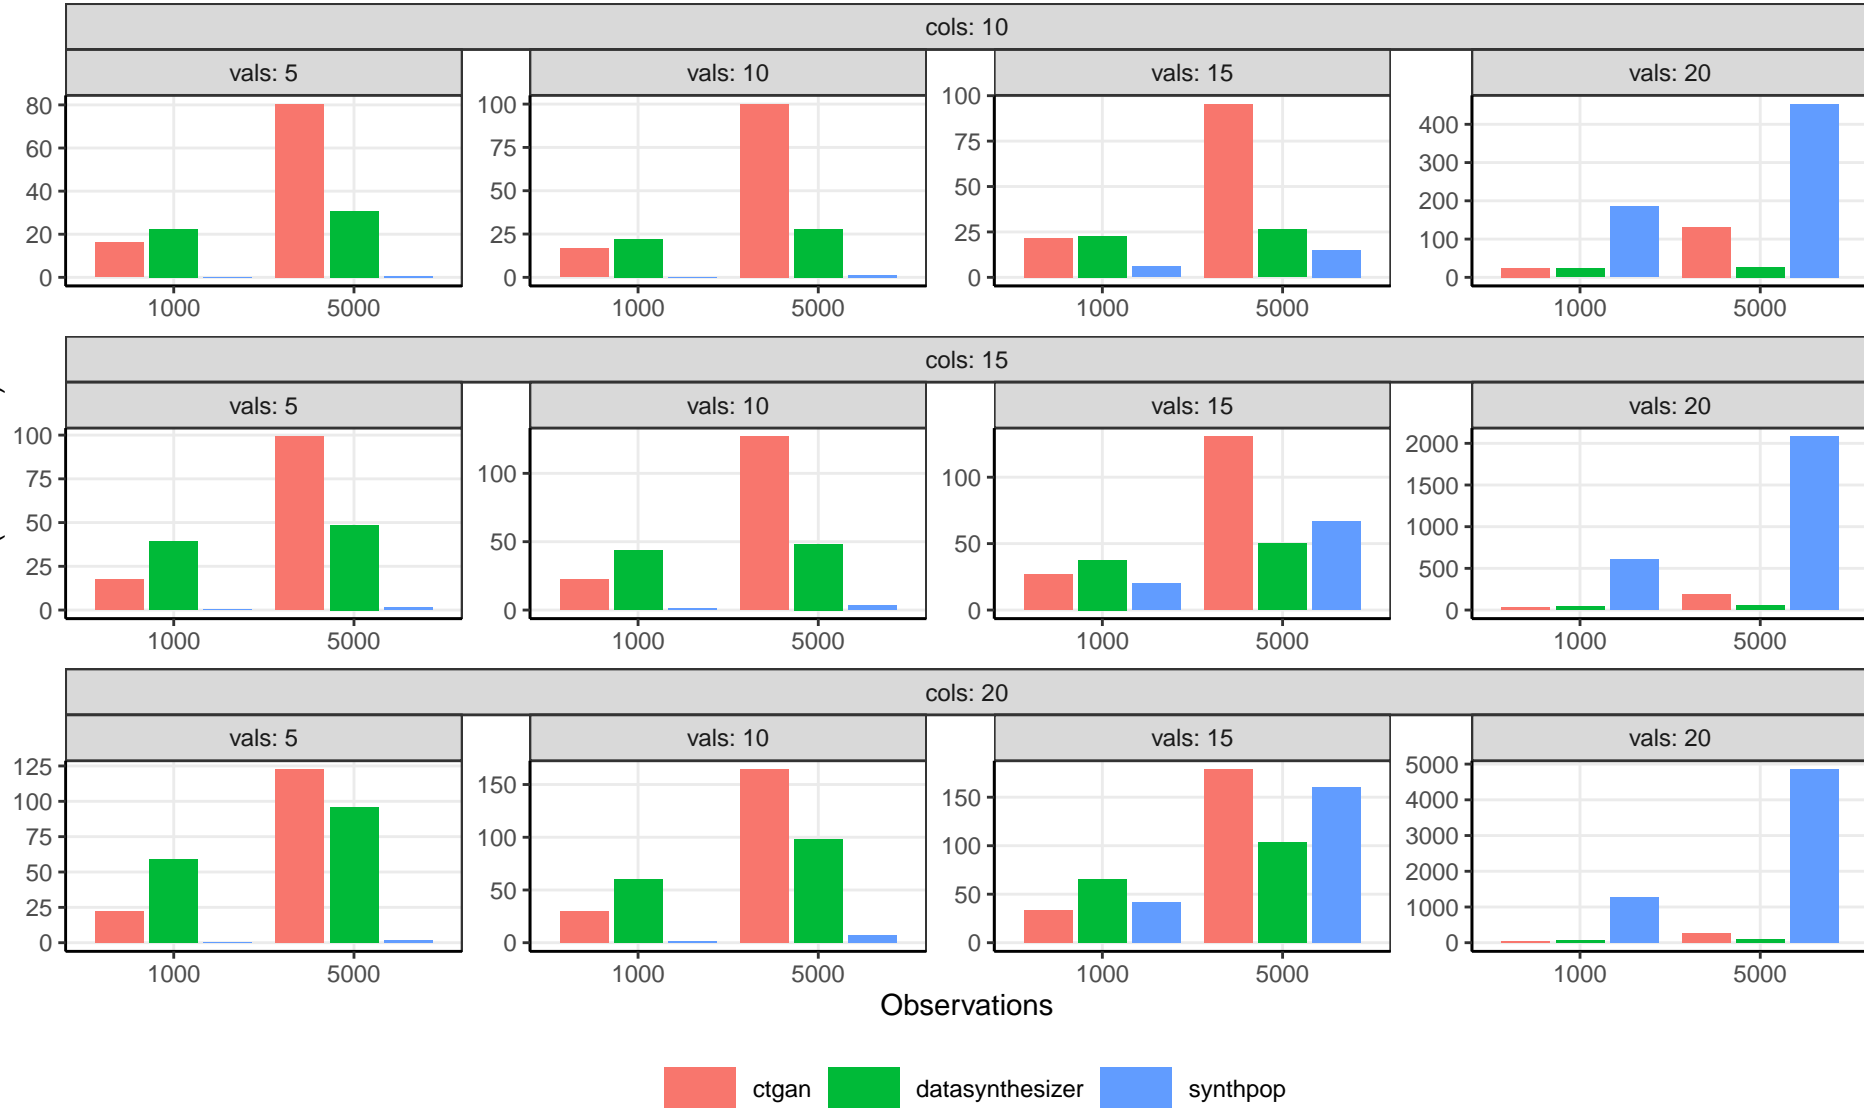 cols: 10
vals: 5 vals: 10 vals: 15 vals: 20
80 60 40 20 0
100 75 50 25 0
100 75 50 25 0
400 300 200 100 0
1000 5000 1000 5000 1000 5000 1000 5000
cols: 15
vals: 5 vals: 10 vals: 15 vals: 20
100 75 50 25 0
100 50 0
100 50 0
2000 1500 1000 500 0
1000 5000 1000 5000 1000 5000 1000 5000
cols: 20
vals: 5 vals: 10 vals: 15 vals: 20
125 100 75 50 25 0
150 100 50 0
150 100 50 0
5000 4000 3000 2000 1000 0
1000 5000 1000 5000 1000 5000 1000 5000
Observations
ctgan datasynthesizer synthpop